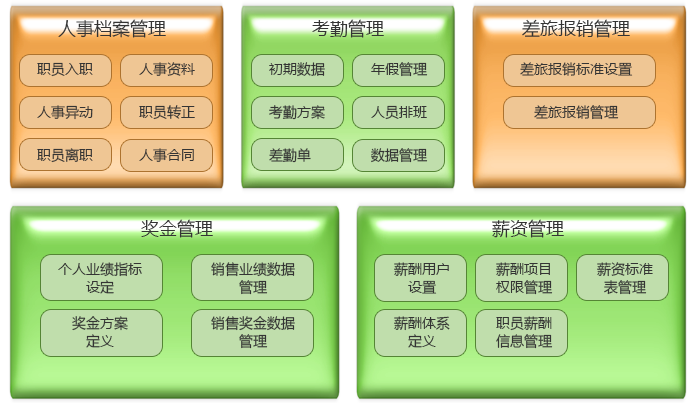 人事档案管理
职员入职 人事资料
人事异动 职员转正
职员离职 人事合同
考勤管理
初期数据 年假管理
考勤方案 人员排班
差勤单 数据管理
差旅报销管理
差旅报销标准设置
差旅报销管理
奖金管理
个人业绩指标
设定
销售业绩数据
管理
奖金方案
定义
销售奖金数据
管理
薪资管理
薪酬用户
设置
薪酬项目
权限管理
薪资标准
表管理
薪酬体系
定义
职员薪酬
信息管理